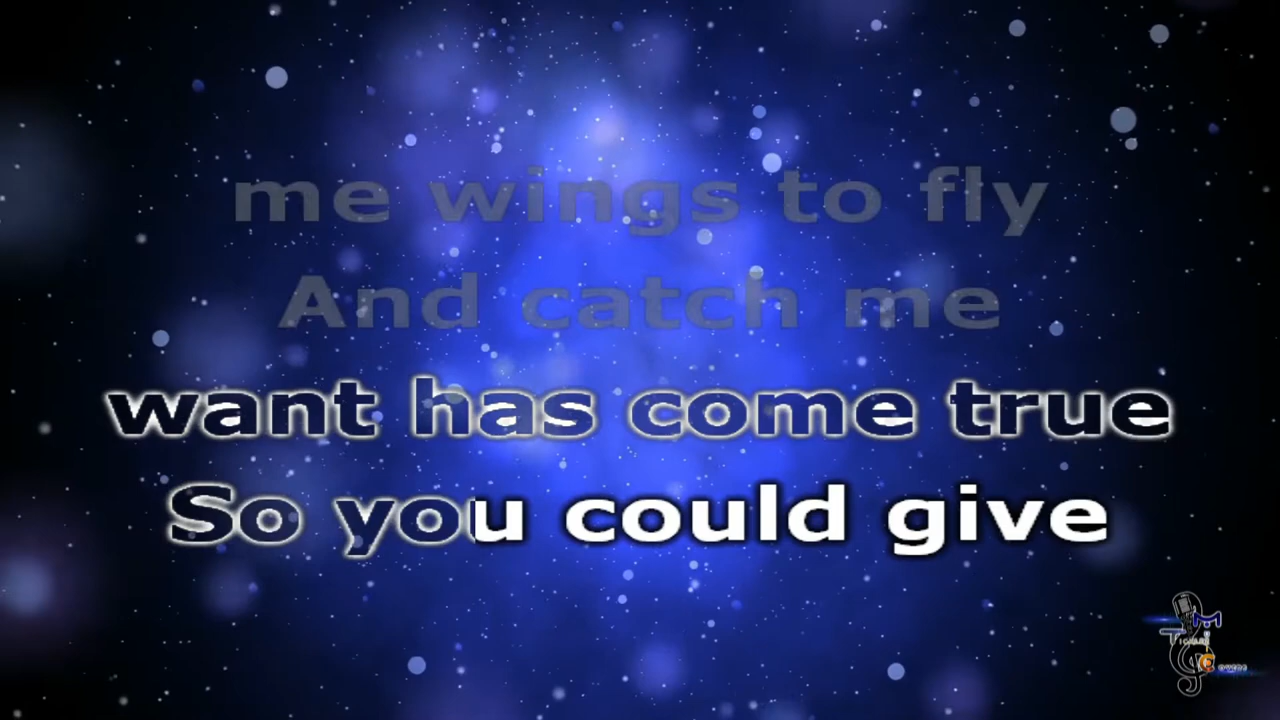 me wings to fly
And catch me
want has come true
So you could give